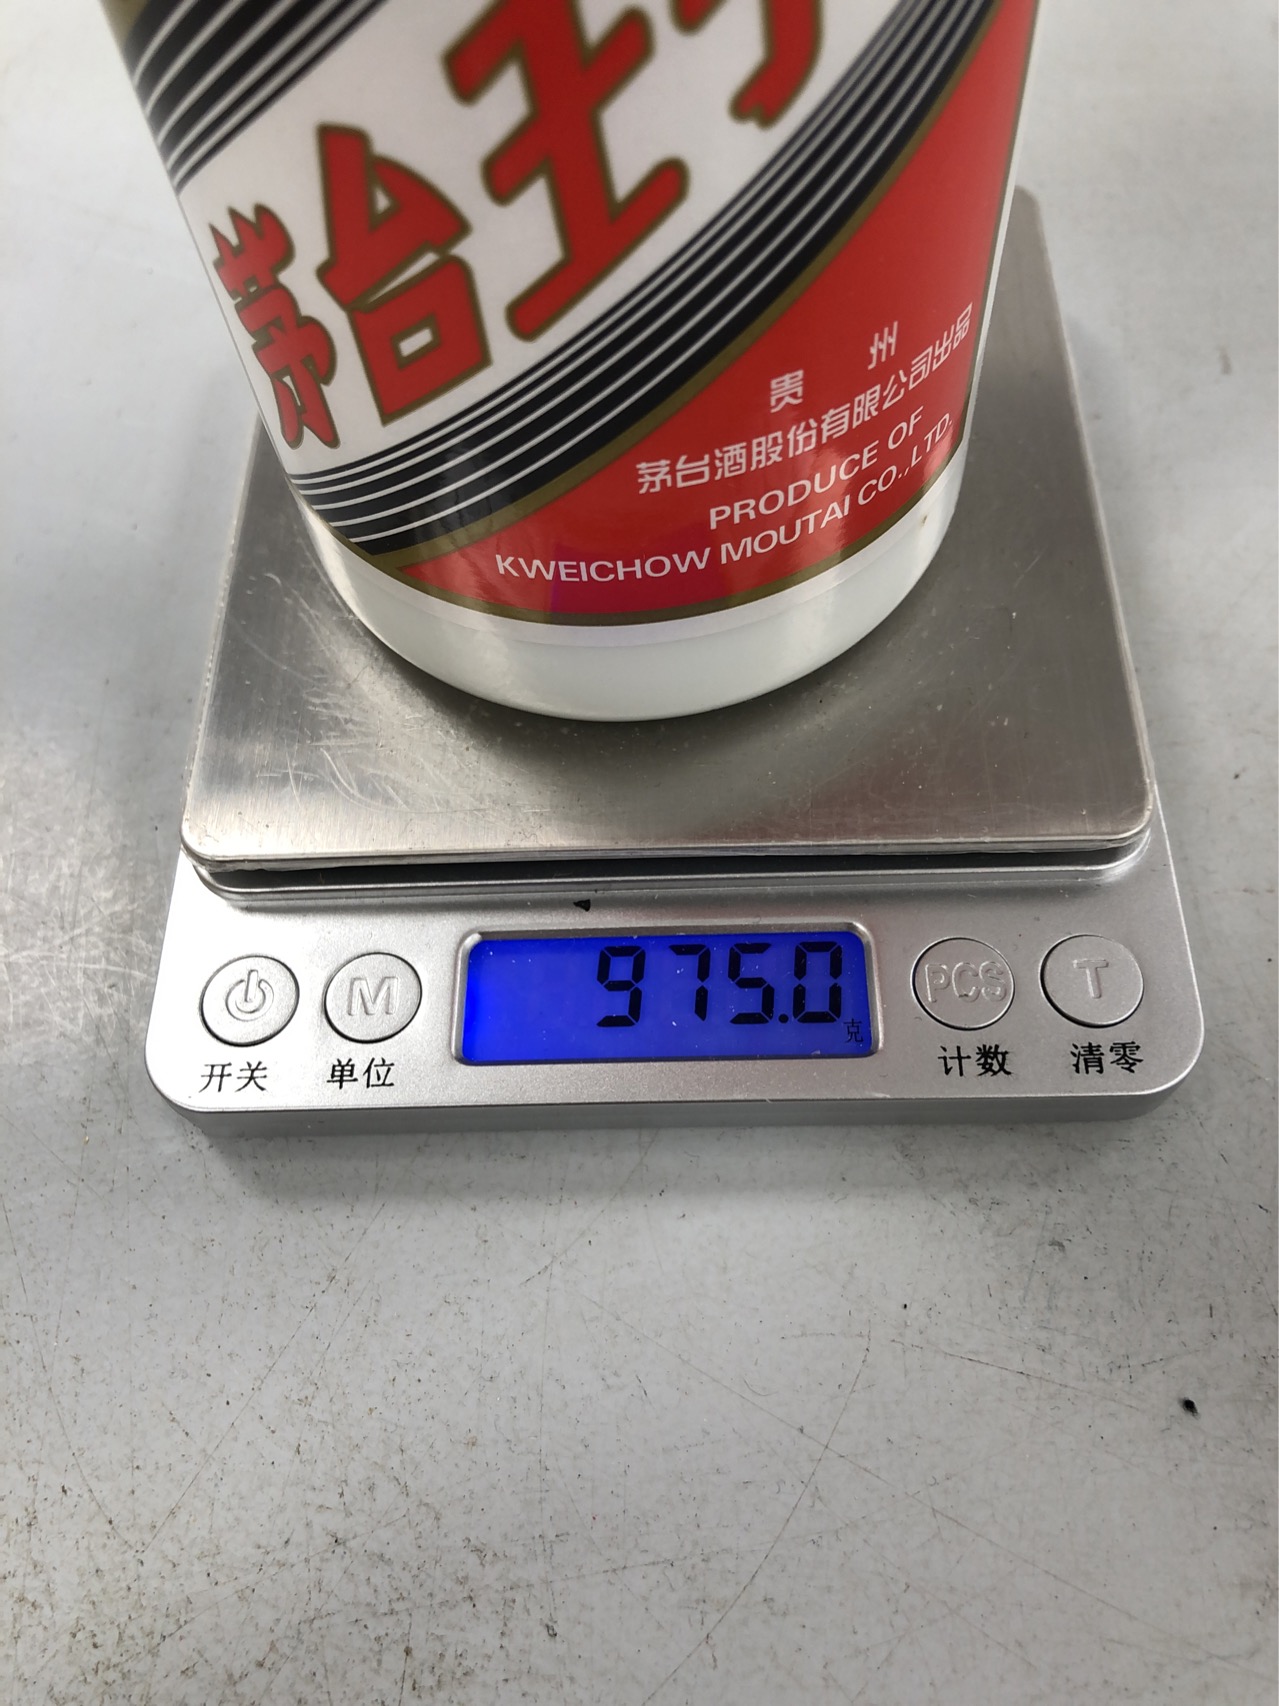 茅台王
贵 州
茅台酒股份有限公司出品
PRODUCE OF
KWEICHOW MOUTAI CO.,LTD.
975.0
克
M
PCS
T
开关
单位
计数
清零